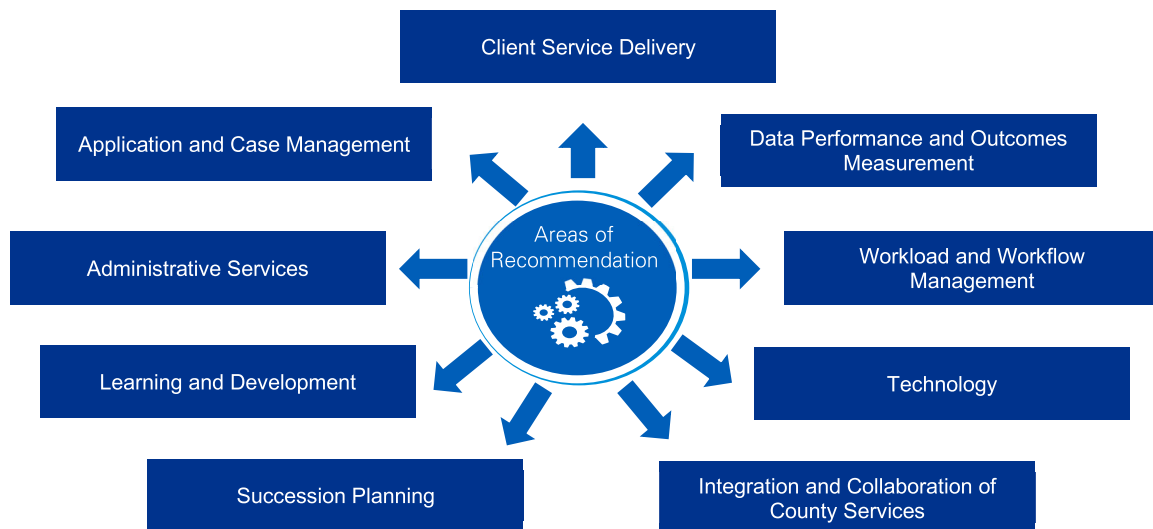 Client Service Delivery
Application and Case Management
Data Performance and Outcomes
Measurement
Areas of
Recommendation
Administrative Services
Workload and Workflow
Management
Learning and Development
Technology
Succession Planning
Integration and Collaboration of
County Services